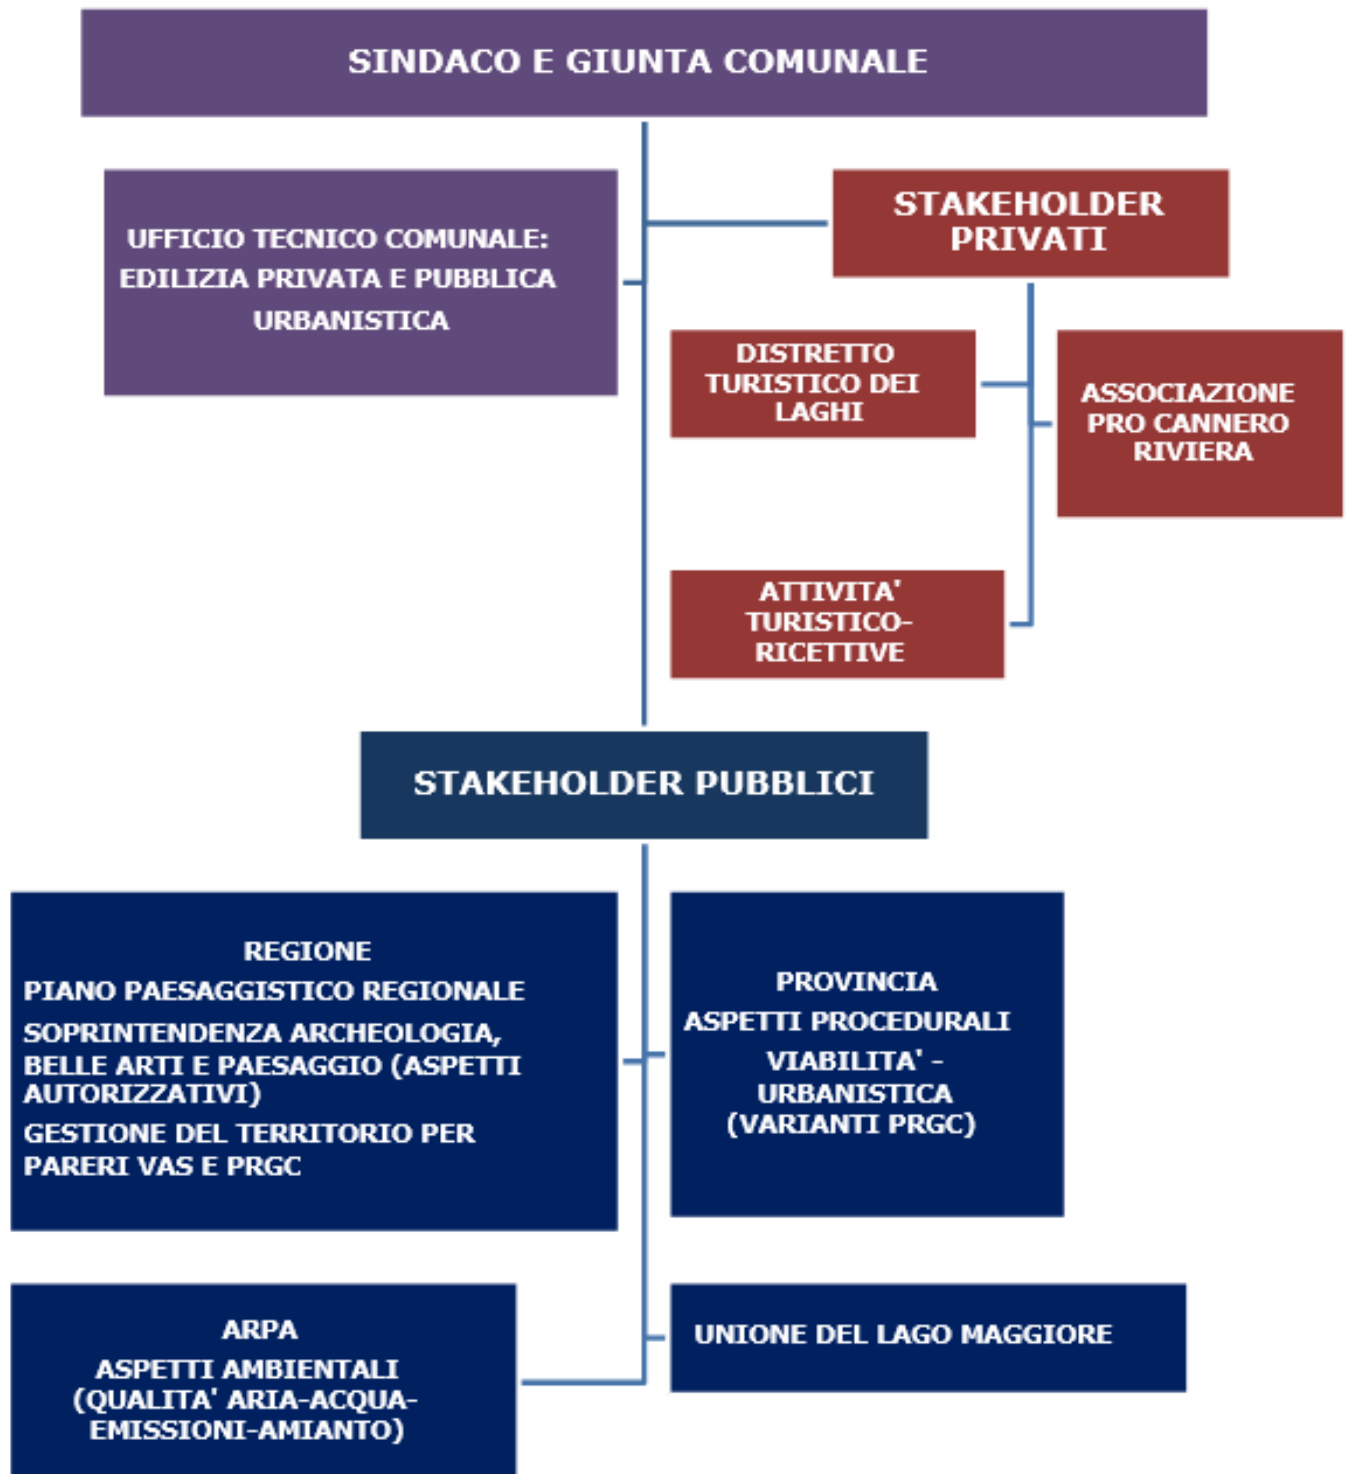 SINDACO E GIUNTA COMUNALE
UFFICIO TECNICO COMUNALE:
EDILIZIA PRIVATA E PUBBLICA
URBANISTICA
STAKEHOLDER
PRIVATI
DISTRETTO
TURISTICO DEI
LAGHI
ASSOCIAZIONE
PRO CANNERO
RIVIERA
ATTIVITA'
TURISTICO-
RICETTIVE
STAKEHOLDER PUBBLICI
REGIONE
PIANO PAESAGGISTICO REGIONALE
SOPRINTENDENZA ARCHEOLOGIA,
BELLE ARTI E PAESAGGIO (ASPETTI
AUTORIZZATIVI)
GESTIONE DEL TERRITORIO PER
PARERI VAS E PRGC
PROVINCIA
ASPETI PROCEDURALI
VIABILITA' -
URBANISTICA
(VARIANTI PRGC)
ARPA
ASPETTI AMBIENTALI
(QUALITA' ARIA-ACQUA-
EMISSIONI-AMIANTO)
UNIONE DEL LAGO MAGGIORE